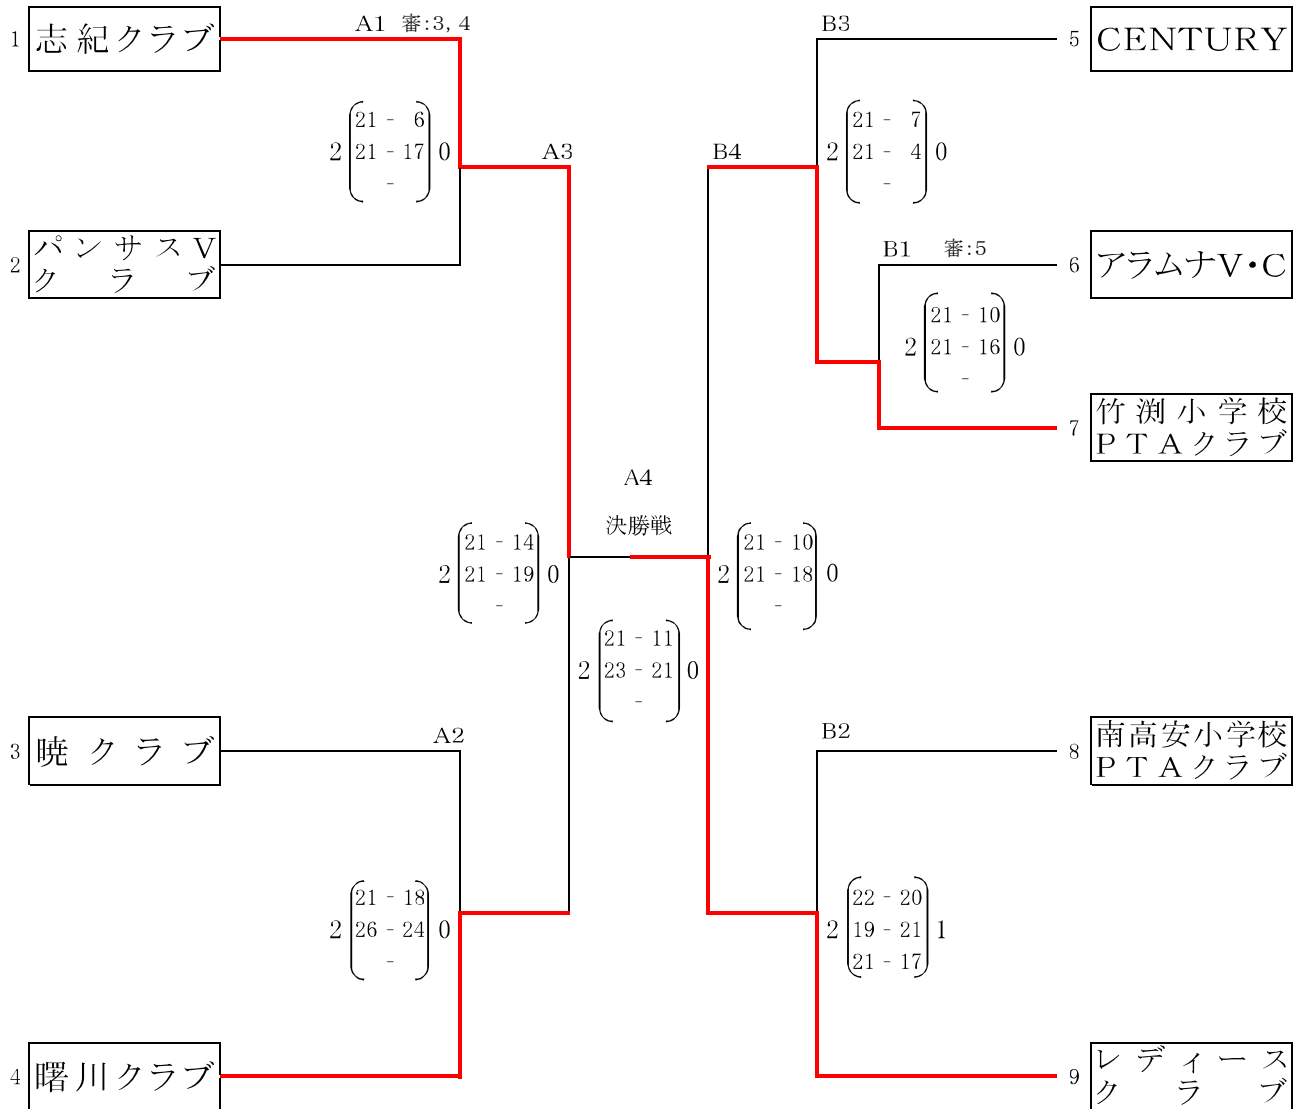 A1 審:3, 4
B3
1 志紀クラブ
5 CENTURY
21 - 6
2 21 - 17 0
-
21 - 7
2 21 - 4 0
-
A3
B4
2 パンサスV
クラブ
B1 審:5
6 アラムナV・C
21 - 10
2 21 - 16 0
-
7 竹渕小学校
PTAクラブ
A4
決勝戦
21 - 14
2 21 - 19 0
-
21 - 10
2 21 - 18 0
-
21 - 11
2 23 - 21 0
-
A2
B2
3 暁クラブ
8 南高安小学校
PTAクラブ
21 - 18
2 26 - 24 0
-
22 - 20
2 19 - 21 1
21 - 17
4 曙川クラブ
9 レディース
クラブ